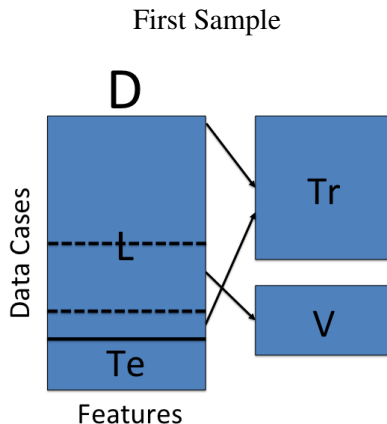 First Sample
D
Tr
L
Data Cases
V
Te
Features